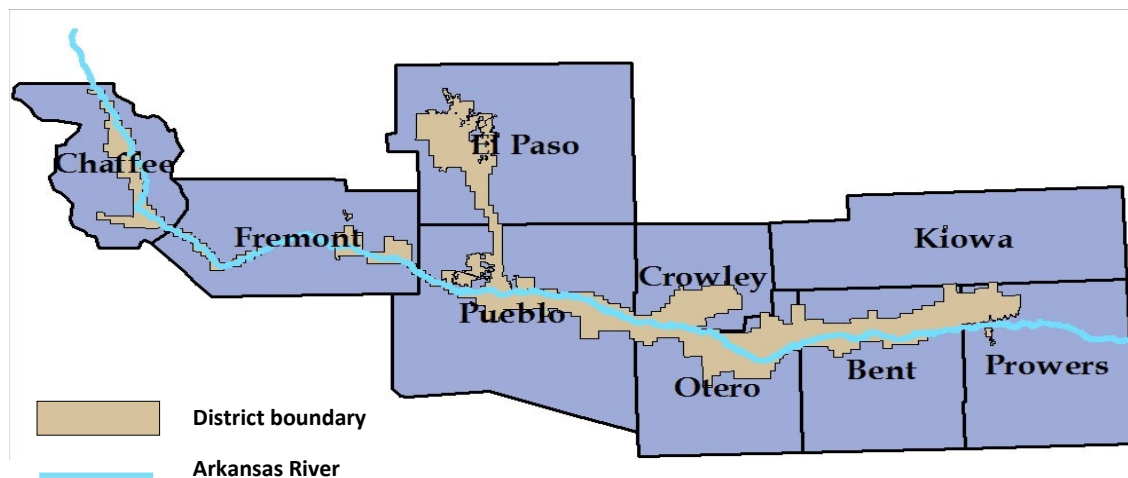 El Paso
Chaffee
Fremont
Kiowa
Crowley
Pueblo
Otero
Bent
Prowers
District boundary
Arkansas River